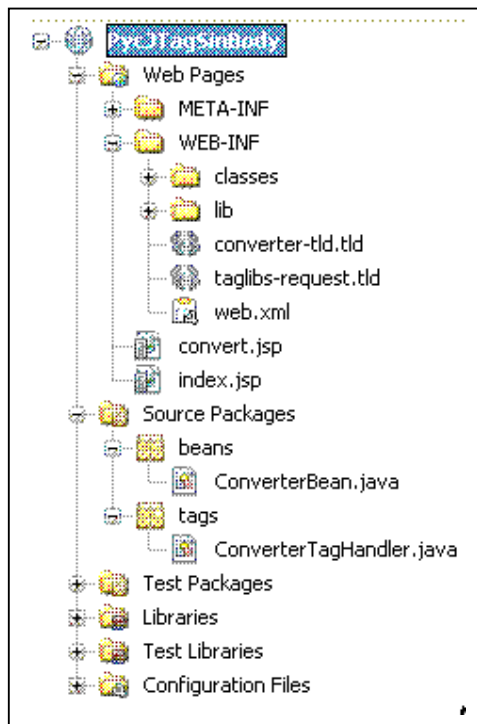 PycJTagSinBody
Web Pages
META-INF
WEB-INF
classes
lib
converter-tld.tld
taglibs-request.tld
web.xml
convert.jsp
index.jsp
Source Packages
beans
ConverterBean.java
tags
ConverterTagHandler.java
Test Packages
Libraries
Test Libraries
Configuration Files